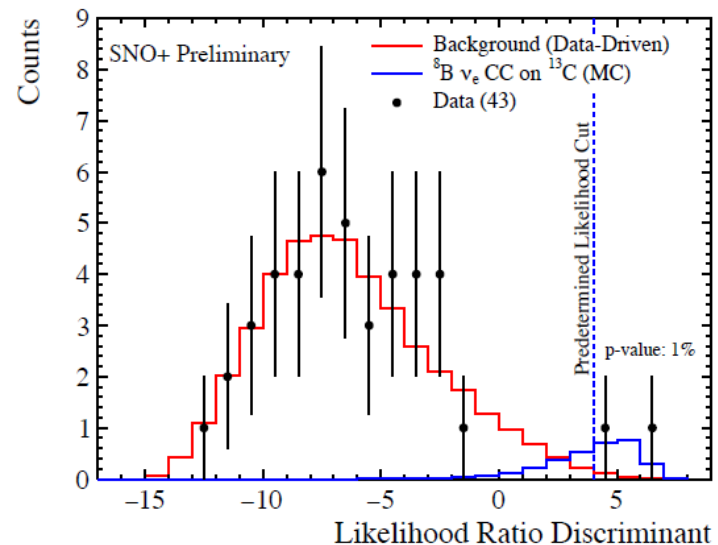 SNO+ Preliminary
Background (Data-Driven)
⁸B νₑ CC on ¹³C (MC)
Data (43)
Predetermined Likelihood Cut
p-value: 1%
Counts
9
8
7
6
5
4
3
2
1
0
−15
−10
−5
0
5
Likelihood Ratio Discriminant